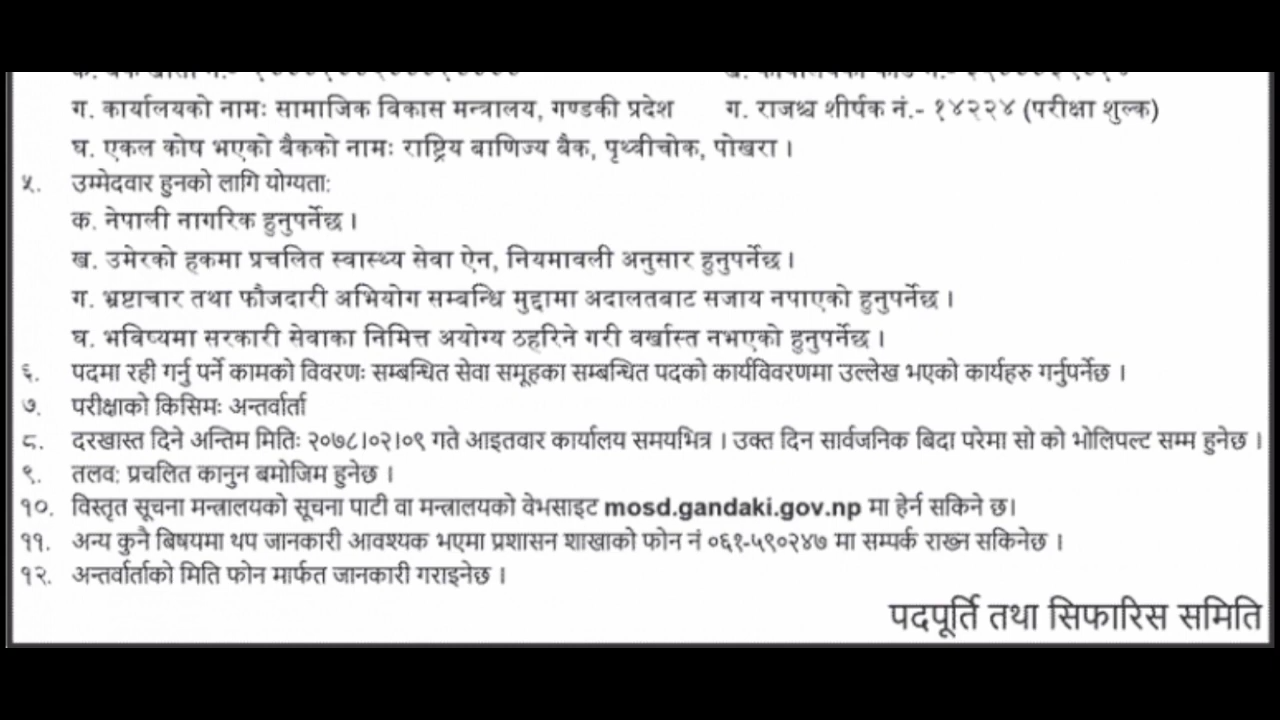 ग. कार्यालयको नामः सामाजिक विकास मन्त्रालय, गण्डकी प्रदेश ग. राजश्व शीर्षक नं.- १४२२४ (परीक्षा शुल्क)
घ. एकल कोष भएको बैकको नामः राष्ट्रिय बाणिज्य बैक, पृथ्वीचोक, पोखरा ।
५. उम्मेदवार हुनको लागि योग्यता:
क. नेपाली नागरिक हुनुपर्नेछ ।
ख. उमेरको हकमा प्रचलित स्वास्थ्य सेवा ऐन, नियमावली अनुसार हुनुपर्नेछ ।
ग. भ्रष्टाचार तथा फौजदारी अभियोग सम्बन्धि मुद्दामा अदालतबाट सजाय नपाएको हुनुपर्नेछ ।
घ. भविष्यमा सरकारी सेवाका निमित्त अयोग्य ठहरिने गरी वर्खास्त नभएको हुनुपर्नेछ ।
६. पदमा रही गर्नु पर्ने कामको विवरणः सम्बन्धित सेवा समूहका सम्बन्धित पदको कार्यविवरणमा उल्लेख भएको कार्यहरु गर्नुपर्नेछ ।
७. परीक्षाको किसिमः अन्तर्वार्ता
८. दरखास्त दिने अन्तिम मितिः २०७८।०२।०९ गते आइतवार कार्यालय समयभित्र । उक्त दिन सार्वजनिक बिदा परेमा सो को भोलिपल्ट सम्म हुनेछ ।
९. तलव: प्रचलित कानुन बमोजिम हुनेछ ।
१०. विस्तृत सूचना मन्त्रालयको सूचना पाटी वा मन्त्रालयको वेभसाइट mosd.gandaki.gov.np मा हेर्न सकिने छ।
११. अन्य कुनै बिषयमा थप जानकारी आवश्यक भएमा प्रशासन शाखाको फोन नं ०६१-५९०२४७ मा सम्पर्क राख्न सकिनेछ ।
१२. अन्तर्वार्ताको मिति फोन मार्फत जानकारी गराइनेछ ।
पदपूर्ति तथा सिफारिस समिति